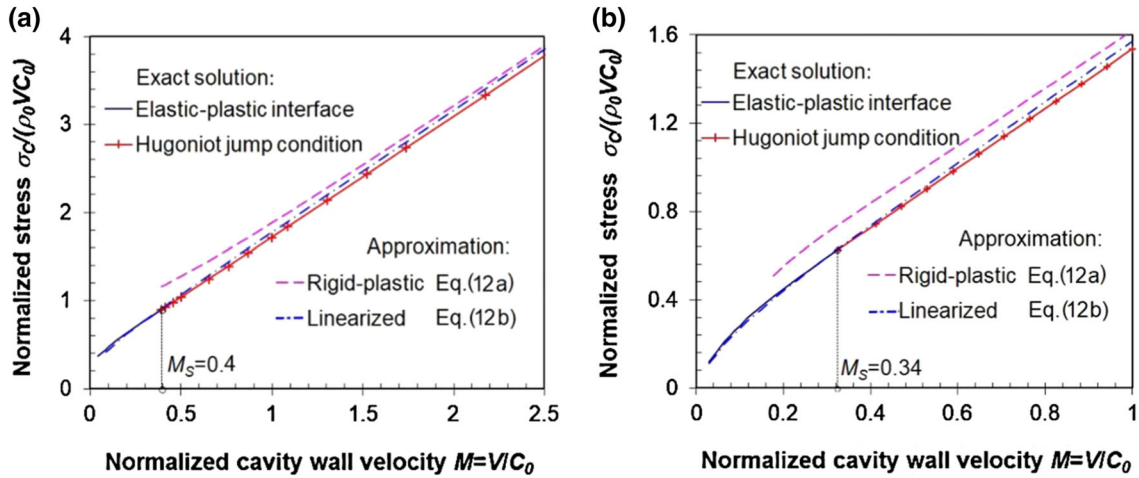 (a)
4
3
2
1
0
Normalized stress σC/(ρ0VC0)
Exact solution:
Elastic-plastic interface
Hugoniot jump condition
Approximation:
Rigid-plastic Eq.(12a)
Linearized Eq.(12b)
MS=0.4
0 0.5 1 1.5 2 2.5
Normalized cavity wall velocity M=V/C0
(b)
1.6
1.2
0.8
0.4
0
Normalized stress σC/(ρ0VC0)
Exact solution:
Elastic-plastic interface
Hugoniot jump condition
Approximation:
Rigid-plastic Eq.(12a)
Linearized Eq.(12b)
MS=0.34
0 0.2 0.4 0.6 0.8 1
Normalized cavity wall velocity M=V/C0